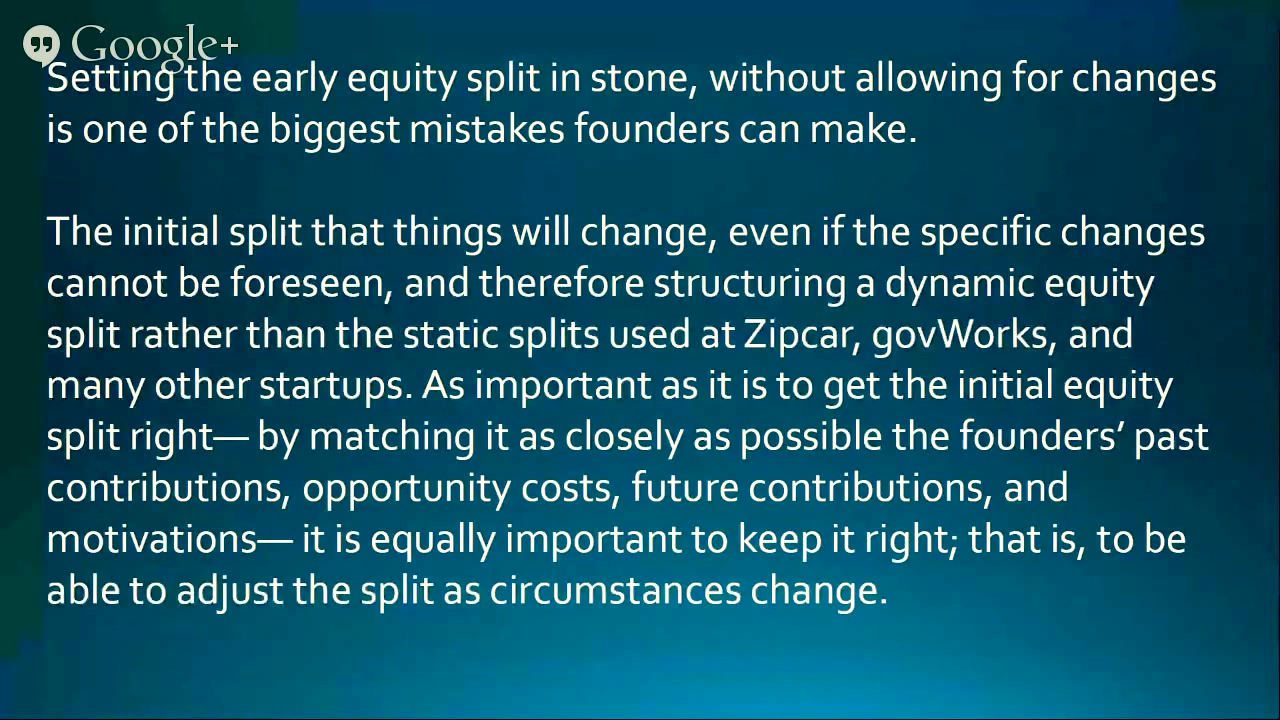 Google+
Setting the early equity split in stone, without allowing for changes
is one of the biggest mistakes founders can make.
The initial split that things will change, even if the specific changes
cannot be foreseen, and therefore structuring a dynamic equity
split rather than the static splits used at Zipcar, govWorks, and
many other startups. As important as it is to get the initial equity
split right— by matching it as closely as possible the founders’ past
contributions, opportunity costs, future contributions, and
motivations— it is equally important to keep it right; that is, to be
able to adjust the split as circumstances change.